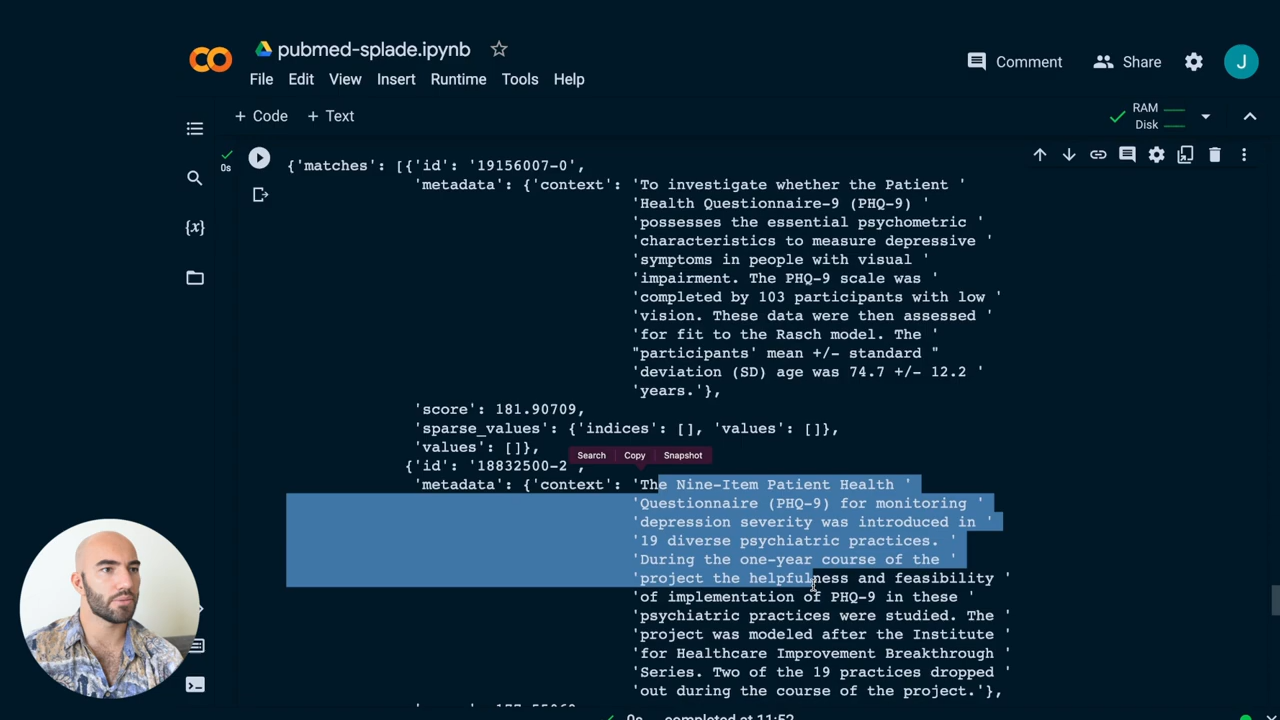 pubmed-splade.ipynb
File Edit View Insert Runtime Tools Help
Comment Share J
+ Code + Text
RAM
Disk
0s
{'matches': [{'id': '19156007-0',
'metadata': {'context': 'To investigate whether the Patient '
'Health Questionnaire-9 (PHQ-9) '
'possesses the essential psychometric '
'characteristics to measure depressive '
'symptoms in people with visual '
'impairment. The PHQ-9 scale was '
'completed by 103 participants with low '
'vision. These data were then assessed '
'for fit to the Rasch model. The '
"participants' mean +/- standard "
'deviation (SD) age was 74.7 +/- 12.2 '
'years.'},
'score': 181.90709,
'sparse_values': {'indices': [], 'values': []},
'values': []},
Search Copy Snapshot
{'id': '18832500-2',
'metadata': {'context': 'The Nine-Item Patient Health '
'Questionnaire (PHQ-9) for monitoring '
'depression severity was introduced in '
'19 diverse psychiatric practices. '
'During the one-year course of the '
'project the helpfulness and feasibility '
'of implementation of PHQ-9 in these '
'psychiatric practices were studied. The '
'project was modeled after the Institute '
'for Healthcare Improvement Breakthrough '
'Series. Two of the 19 practices dropped '
'out during the course of the project.'},
0s completed at 11:52